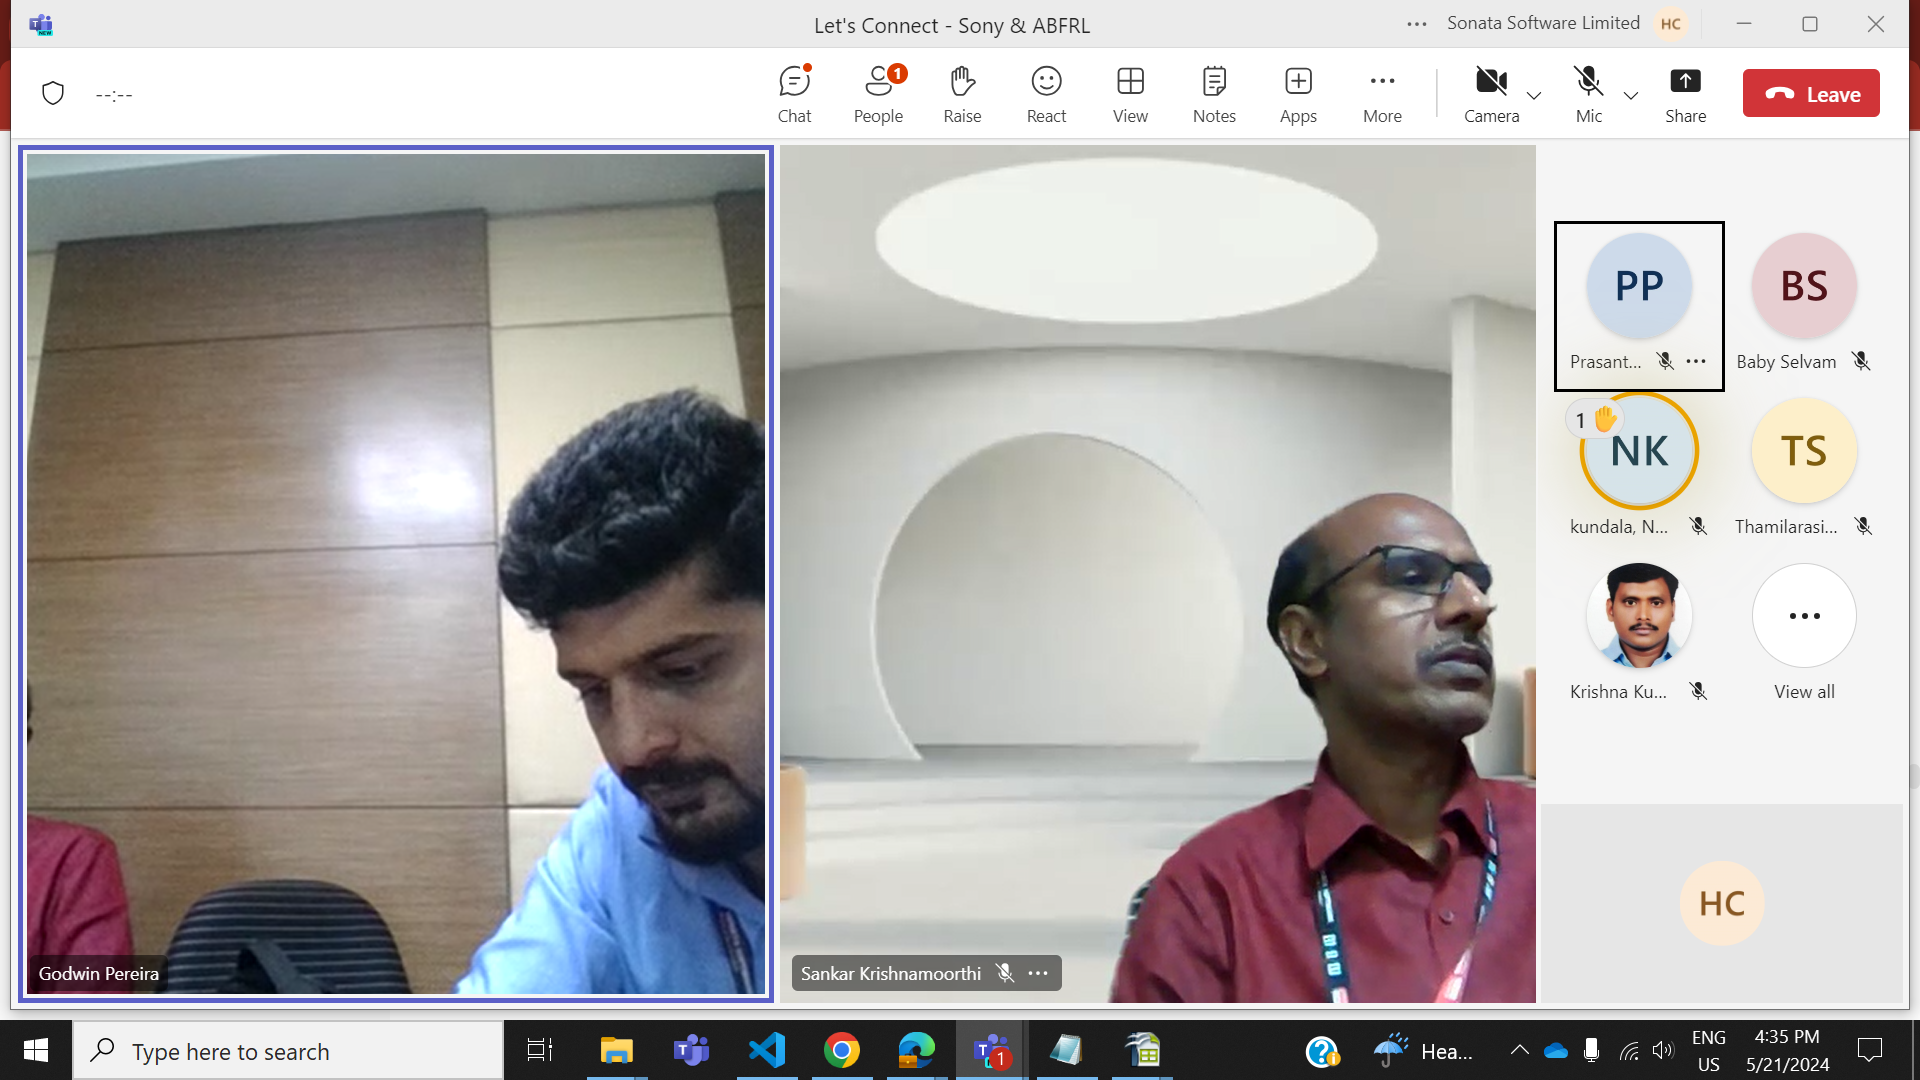 Let's Connect - Sony & ABFRL
Sonata Software Limited
HC
--:--
Chat
1
People
Raise
React
View
Notes
Apps
More
Camera
Mic
Share
Leave
Godwin Pereira
Sankar Krishnamoorthi
PP
Prasant...
BS
Baby Selvam
1
NK
kundala, N...
TS
Thamilarasi...
Krishna Ku...
View all
HC
Type here to search
1
Hea...
ENG
US
4:35 PM
5/21/2024